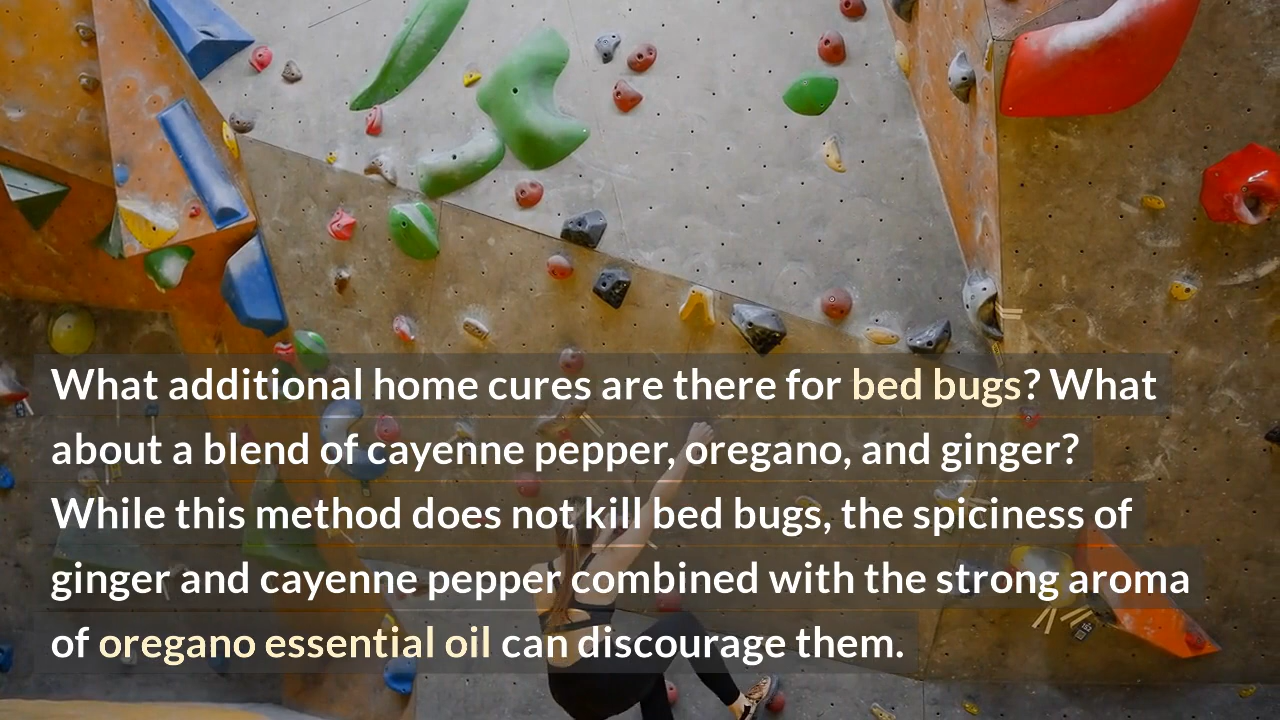 What additional home cures are there for bed bugs? What
about a blend of cayenne pepper, oregano, and ginger?
While this method does not kill bed bugs, the spiciness of
ginger and cayenne pepper combined with the strong aroma
of oregano essential oil can discourage them.